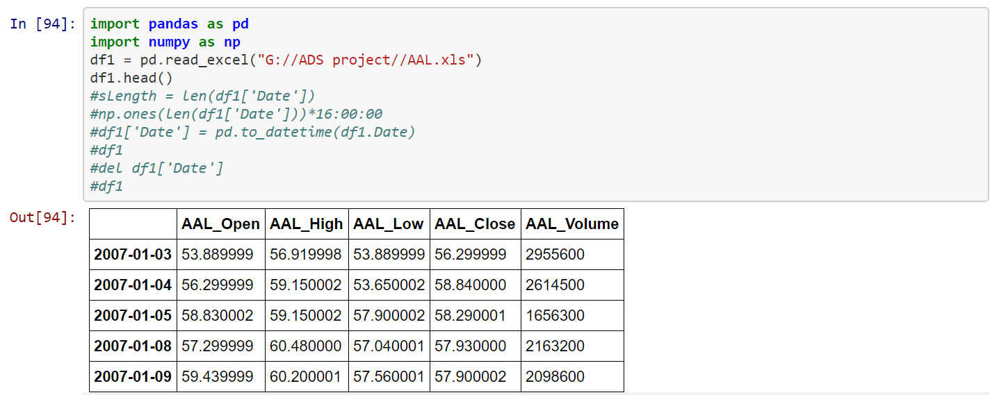 In [94]: import pandas as pd
import numpy as np
df1 = pd.read_excel("G://ADS project//AAL.xls")
df1.head()
#sLength = len(df1['Date'])
#np.ones(len(df1['Date']))*16:00:00
#df1['Date'] = pd.to_datetime(df1.Date)
#df1
#del df1['Date']
#df1
Out[94]:
AAL_Open AAL_High AAL_Low AAL_Close AAL_Volume
2007-01-03 53.889999 56.919998 53.889999 56.299999 2955600
2007-01-04 56.299999 59.150002 53.650002 58.840000 2614500
2007-01-05 58.830002 59.150002 57.900002 58.290001 1656300
2007-01-08 57.299999 60.480000 57.040001 57.930000 2163200
2007-01-09 59.439999 60.200001 57.560001 57.900002 2098600